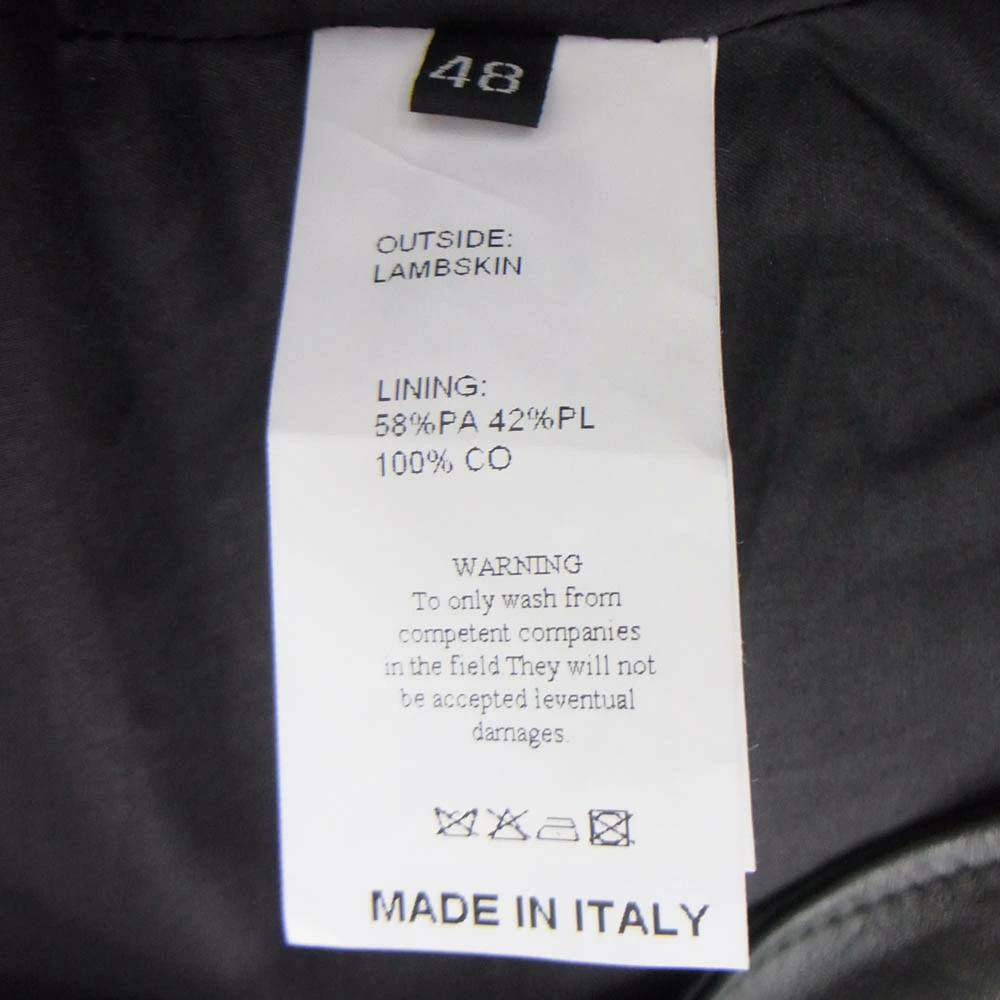 48
OUTSIDE:
LAMBSKIN
LINING:
58%PA 42%PL
100% CO
WARNING
To only wash from
competent companies
in the field.They will not
be accepted ieventual
damages.
MADE IN ITALY